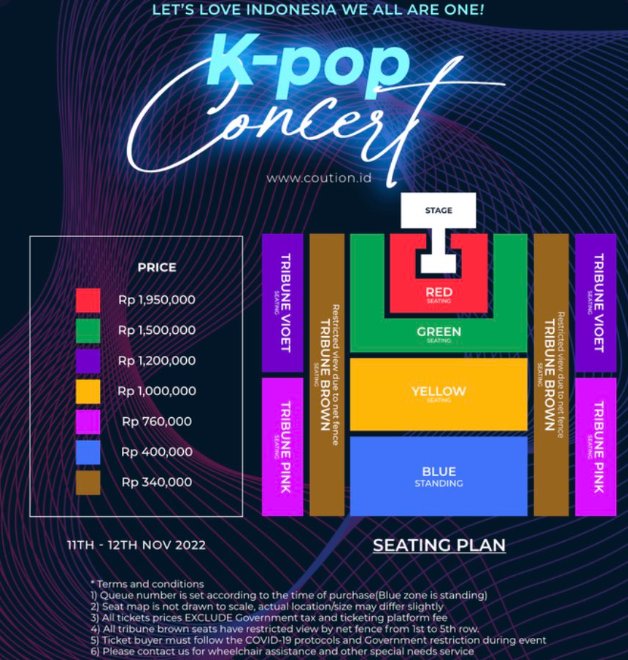 LET'S LOVE INDONESIA WE ALL ARE ONE!
K-pop
Concert
www.coution.id
PRICE
Rp 1,950,000
Rp 1,500,000
Rp 1,200,000
Rp 1,000,000
Rp 760,000
Rp 400,000
Rp 340,000
STAGE
TRIBUNE VIOET
SEATING
TRIBUNE PINK
SEATING
Restricted view due to net fence
TRIBUNE BROWN
SEATING
RED
SEATING
GREEN
SEATING
YELLOW
SEATING
BLUE
STANDING
Restricted view due to net fence
TRIBUNE BROWN
SEATING
TRIBUNE VIOET
SEATING
TRIBUNE PINK
SEATING
11TH - 12TH NOV 2022
SEATING PLAN
* Terms and conditions
1) Queue number is set according to the time of purchase(Blue zone is standing)
2) Seat map is not drawn to scale, actual location/size may differ slightly
3) All tickets prices EXCLUDE Government tax and ticketing platform fee
4) All tribune brown seats have restricted view by net fence from 1st to 5th row.
5) Ticket buyer must follow the COVID-19 protocols and Government restriction during event
6) Please contact us for wheelchair assistance and other special needs service